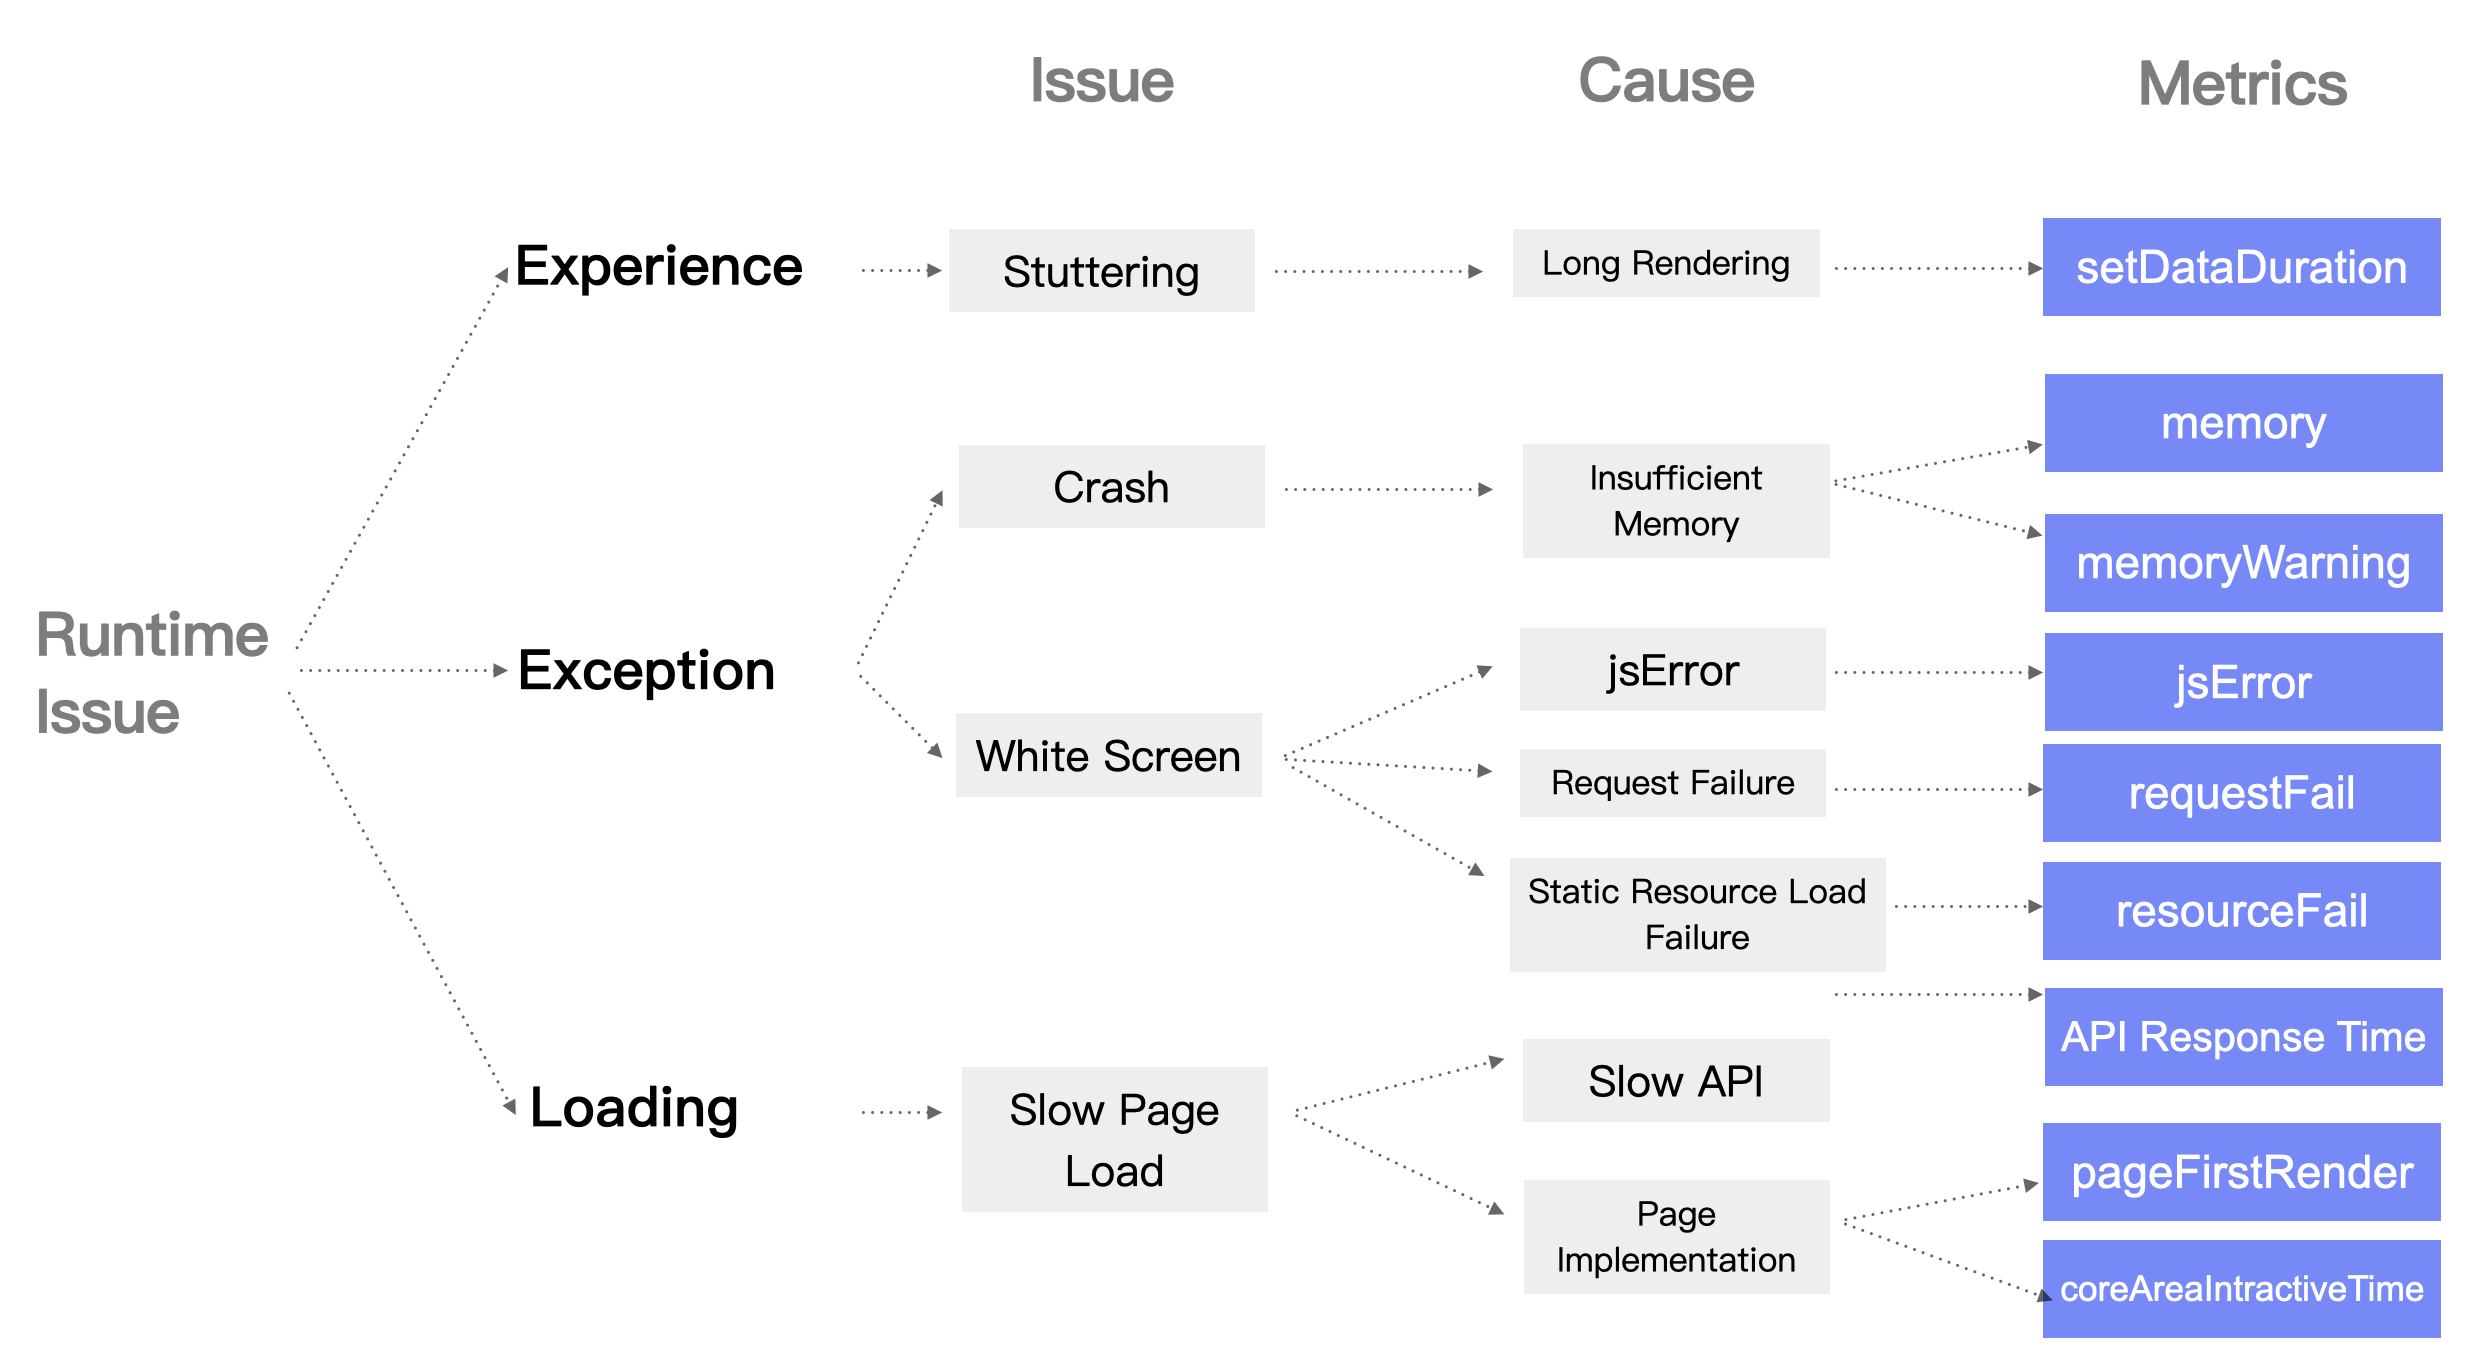 Issue
Cause
Metrics
Experience
Stuttering
Long Rendering
setDataDuration
Crash
Insufficient
Memory
memory
memoryWarning
Runtime
Issue
Exception
White Screen
jsError
jsError
Request Failure
requestFail
Static Resource Load
Failure
resourceFail
Loading
Slow Page
Load
Slow API
API Response Time
Page
Implementation
pageFirstRender
coreAreaIntractiveTime